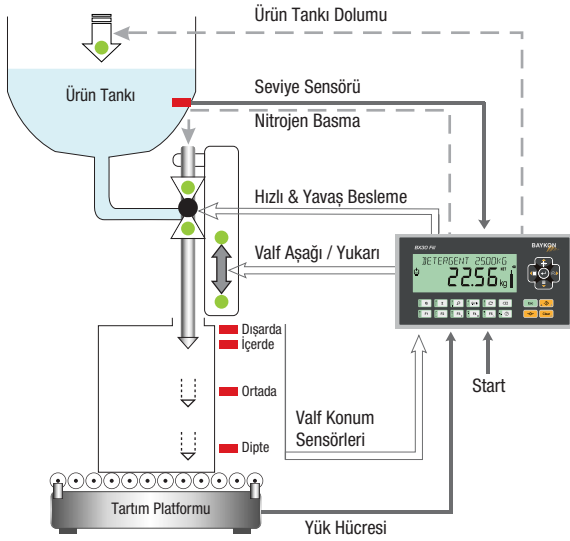 Ürün Tankı Dolumu
Ürün Tankı
Seviye Sensörü
Nitrojen Basma
Hızlı & Yavaş Besleme
Valf Aşağı / Yukarı
BX30 Fill
BAYKON
DETERGENT 2500KG
22.56 kg
Dışarda
İçerde
Ortada
Dipte
Valf Konum
Sensörleri
Start
Tartım Platformu
Yük Hücresi